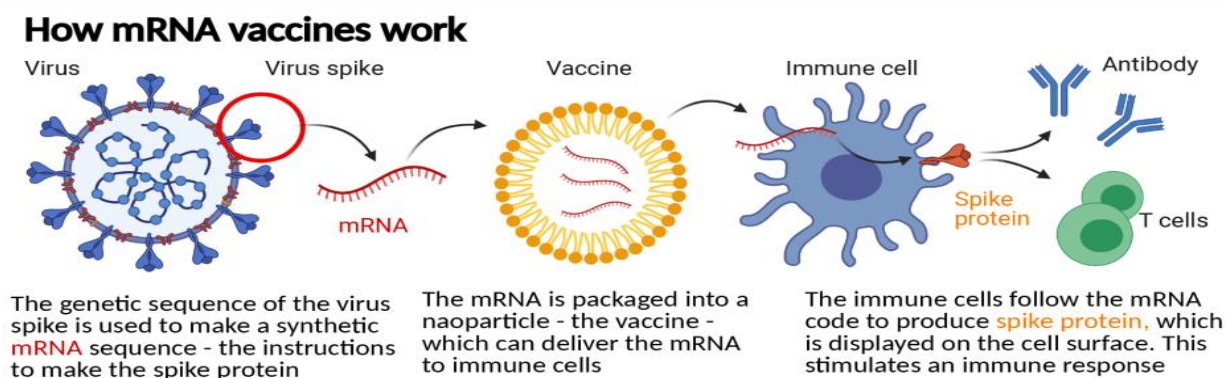 How mRNA vaccines work
Virus
Virus spike
Vaccine
Immune cell
Antibody
mRNA
Spike
protein
T cells
The genetic sequence of the virus
spike is used to make a synthetic
mRNA sequence - the instructions
to make the spike protein
The mRNA is packaged into a
naoparticle - the vaccine -
which can deliver the mRNA
to immune cells
The immune cells follow the mRNA
code to produce spike protein, which
is displayed on the cell surface. This
stimulates an immune response